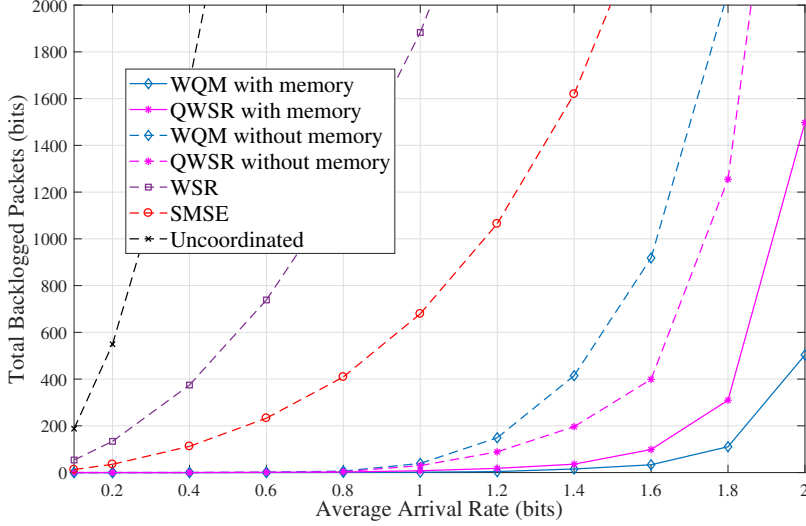 2000
1800
1600
1400
1200
1000
800
600
400
200
0
Total Backlogged Packets (bits)
WQM with memory
QWSR with memory
WQM without memory
QWSR without memory
WSR
SMSE
Uncoordinated
0.2 0.4 0.6 0.8 1 1.2 1.4 1.6 1.8 2
Average Arrival Rate (bits)